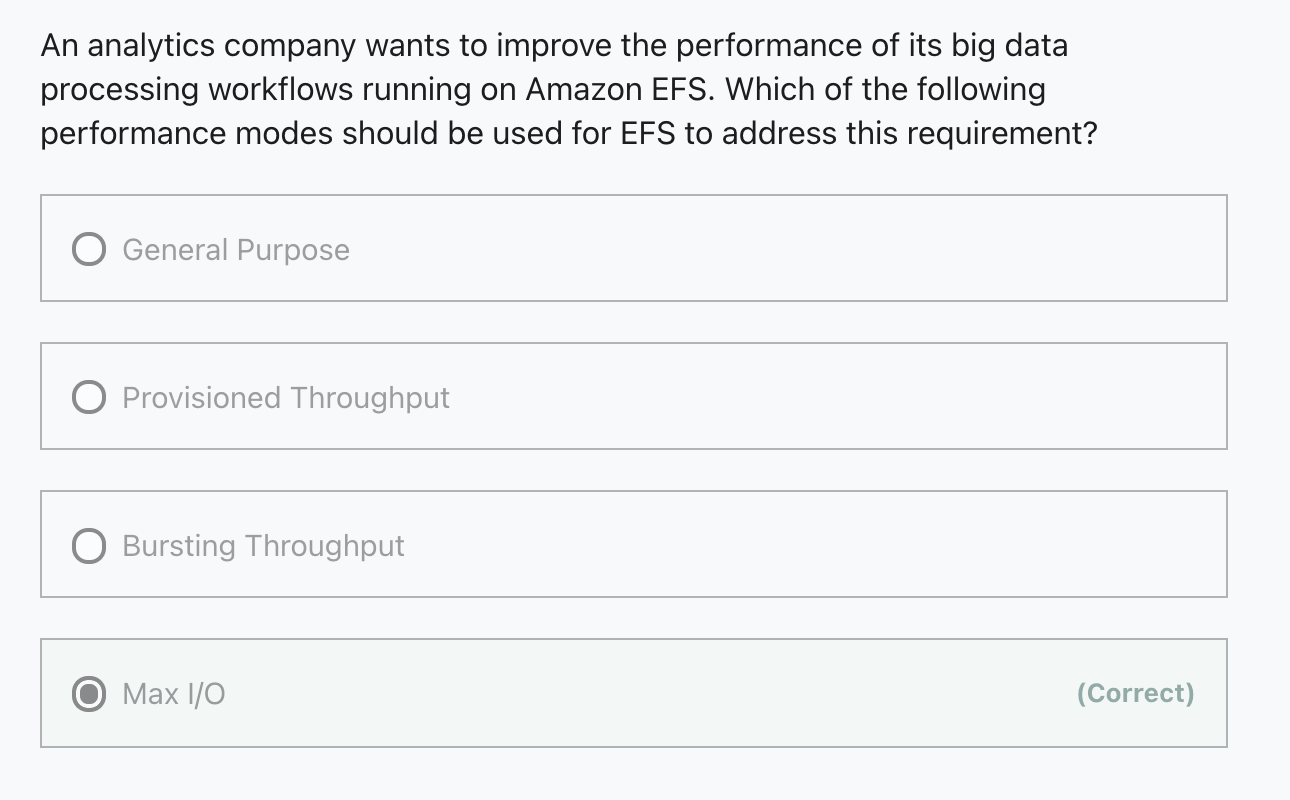 An analytics company wants to improve the performance of its big data
processing workflows running on Amazon EFS. Which of the following
performance modes should be used for EFS to address this requirement?
General Purpose
Provisioned Throughput
Bursting Throughput
Max I/O (Correct)